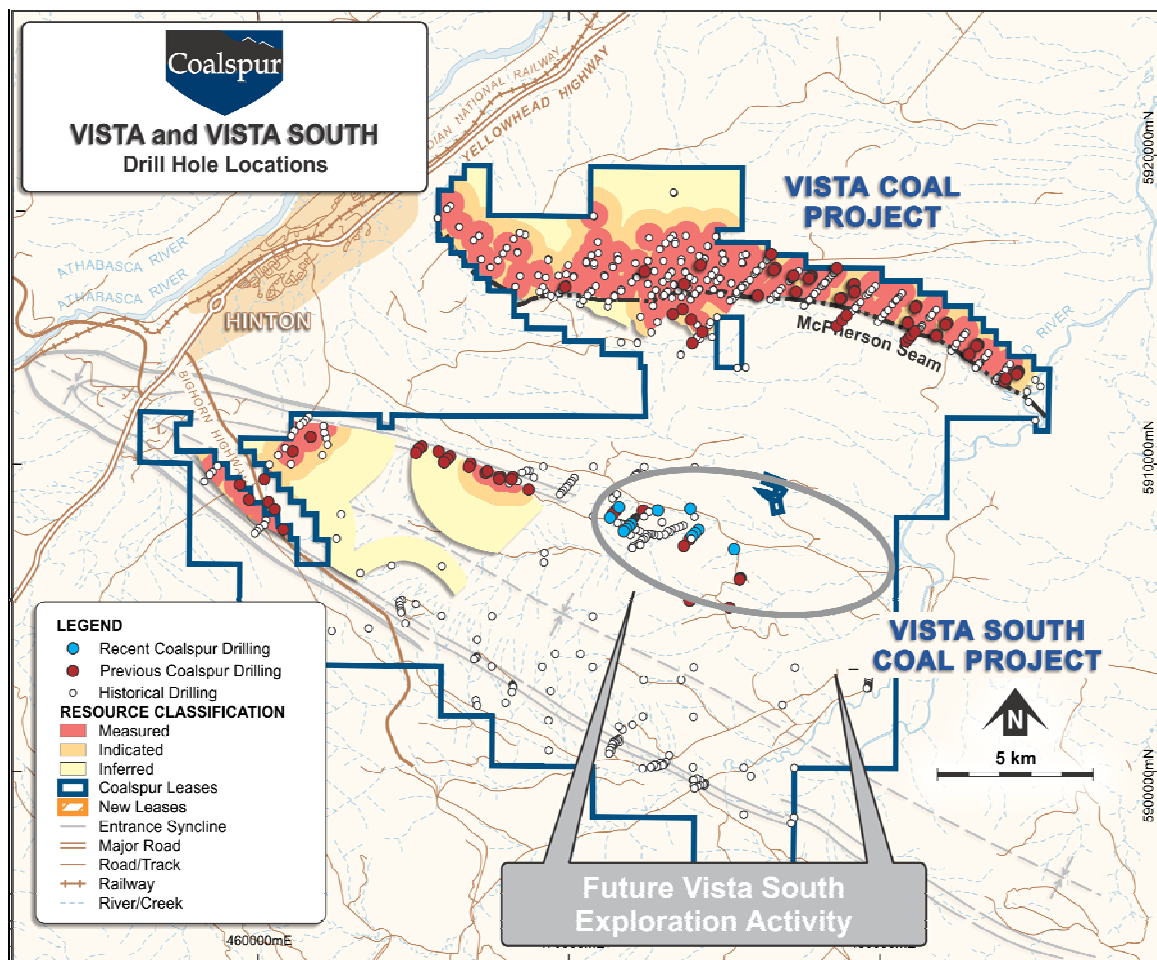 Coalspur
VISTA and VISTA SOUTH
Drill Hole Locations
NATIONAL RAILWAY
YELLOWHEAD HIGHWAY
5920000mN
VISTA COAL
PROJECT
ATHABASCA RIVER
ATHABASCA RIVER
HINTON
McPherson Seam
RIVER
BIGHORN HIGHWAY
5910000mN
VISTA SOUTH
COAL PROJECT
N
5 km
5900000mN
LEGEND
Recent Coalspur Drilling
Previous Coalspur Drilling
Historical Drilling
RESOURCE CLASSIFICATION
Measured
Indicated
Inferred
Coalspur Leases
New Leases
Entrance Syncline
Major Road
Road/Track
Railway
River/Creek
Future Vista South
Exploration Activity
460000mE